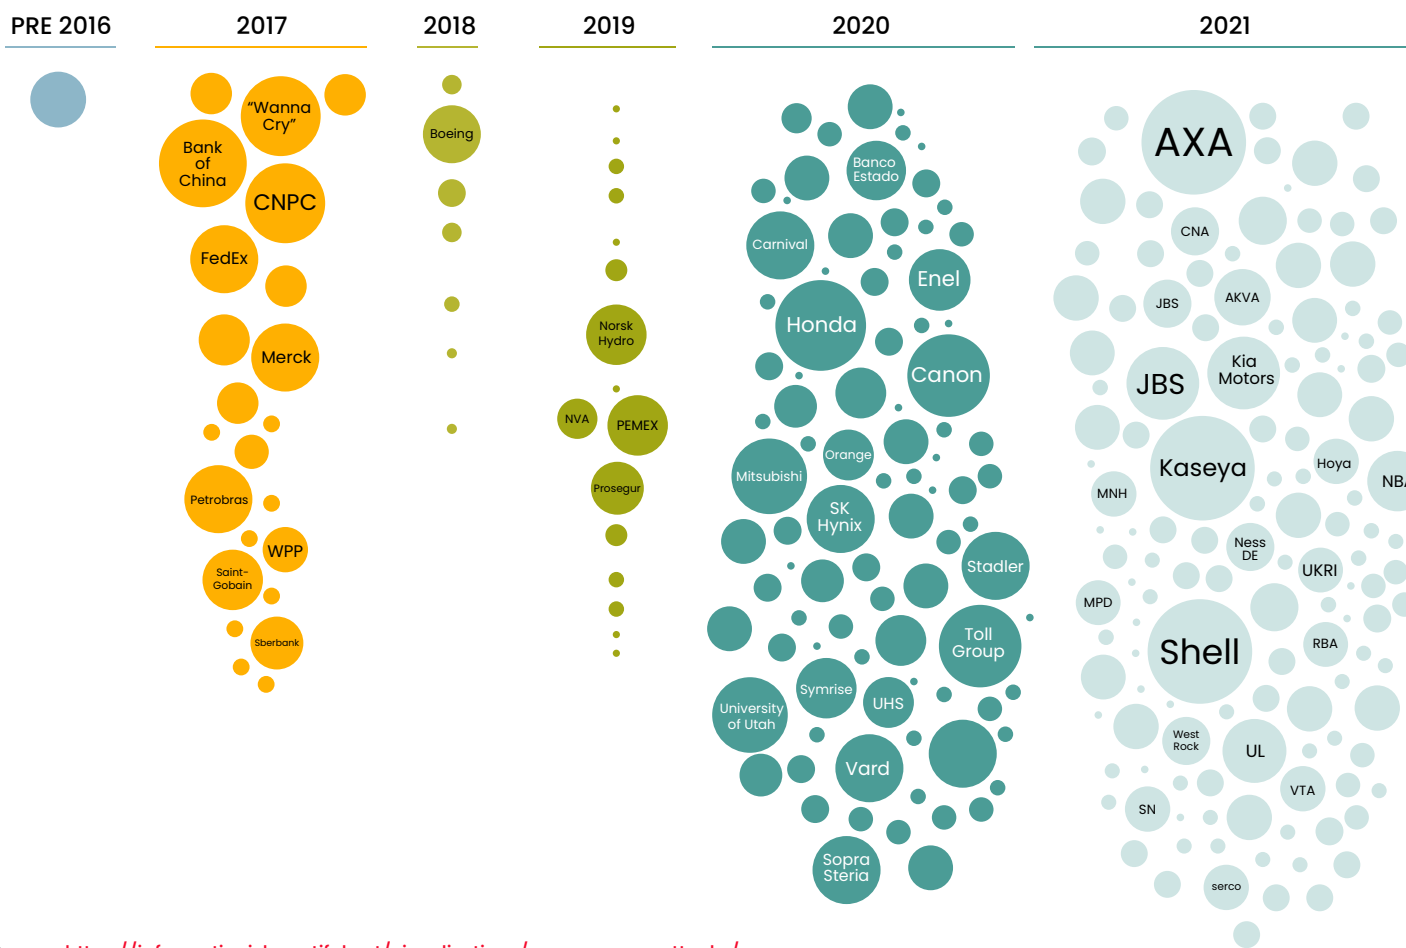 PRE 2016
2017
2018
2019
2020
2021
"Wanna
Cry"
Bank
of
China
CNPC
FedEx
Merck
Petrobras
WPP
Saint-
Gobain
Sberbank
Boeing
Norsk
Hydro
NVA
PEMEX
Prosegur
Banco
Estado
Carnival
Enel
Honda
Canon
Orange
Mitsubishi
SK
Hynix
Stadler
Toll
Group
Symrise
UHS
University
of Utah
Vard
Sopra
Steria
AXA
CNA
JBS
AKVA
JBS
Kia
Motors
Kaseya
Hoya
MNH
Ness
DE
UKRI
MPD
Shell
RBA
West
Rock
UL
VTA
SN
serco